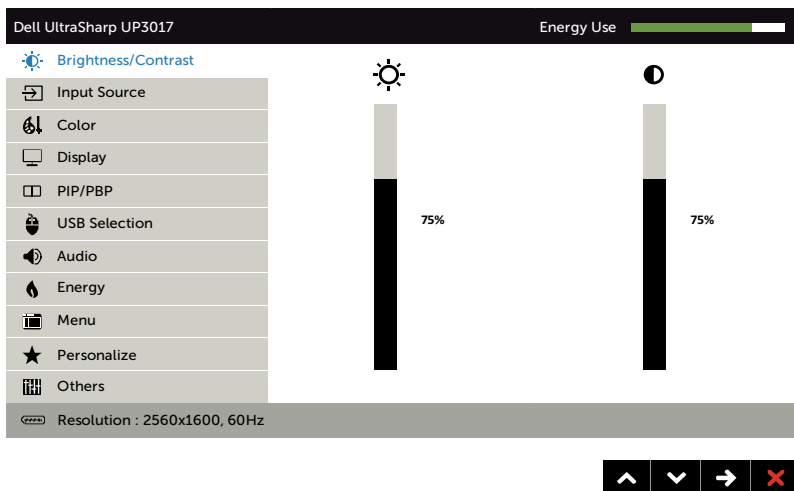 Dell UltraSharp UP3017
Energy Use
Brightness/Contrast
Input Source
Color
Display
PIP/PBP
USB Selection
Audio
Energy
Menu
Personalize
Others
75%
75%
Resolution : 2560x1600, 60Hz